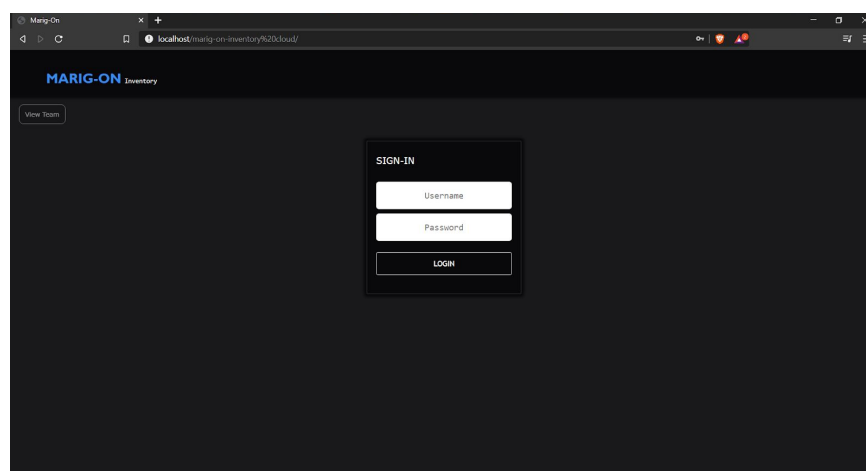 Marig-On
localhost/marig-on-inventory%20cloud/
MARIG-ON Inventory
View Team
SIGN-IN
Username
Password
LOGIN